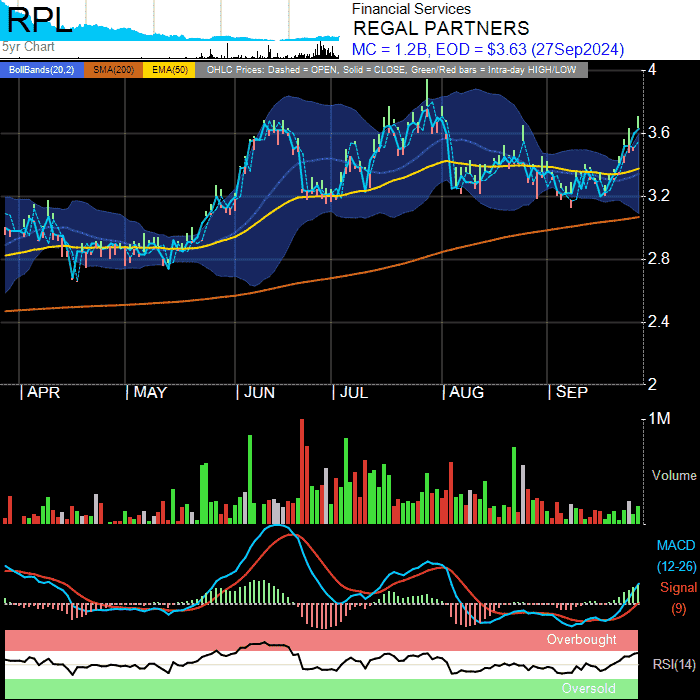 RPL
5yr Chart
Financial Services
REGAL PARTNERS
MC = 1.2B, EOD = $3.63 (27Sep2024)
BollBands(20,2) SMA(200) EMA(50) OHLC Prices: Dashed = OPEN, Solid = CLOSE, Green/Red bars = Intra-day HIGH/LOW
4
3.6
3.2
2.8
2.4
2
APR MAY JUN JUL AUG SEP
1M
Volume
MACD
(12-26)
Signal
(9)
Overbought
RSI(14)
Oversold